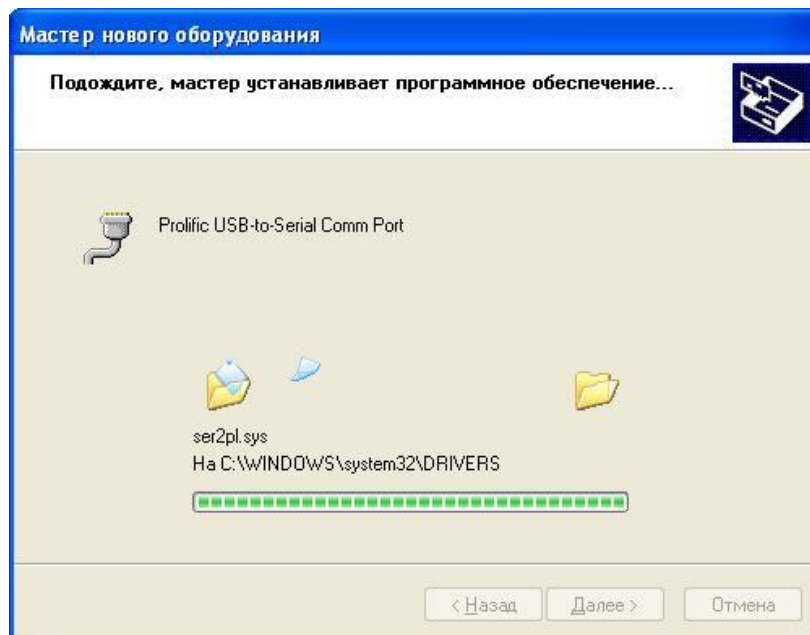 Мастер нового оборудования
Подождите, мастер устанавливает программное обеспечение...
Prolific USB-to-Serial Comm Port
ser2pl.sys
На C:\WINDOWS\system32\DRIVERS
< Назад
Далее >
Отмена